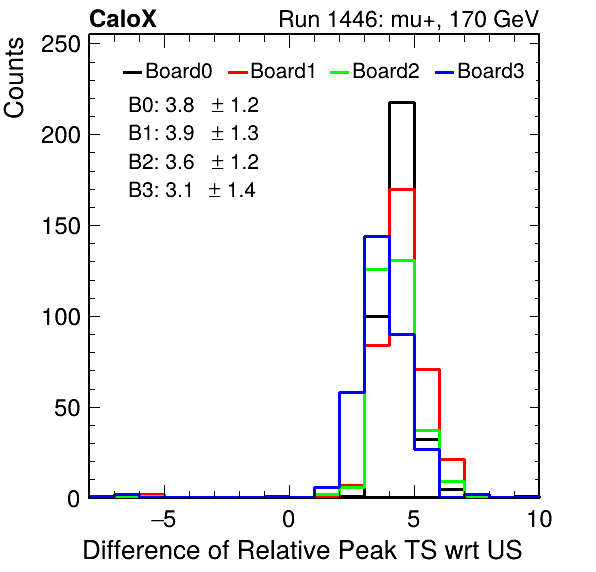 CaloX Run 1446: mu+, 170 GeV
Counts
250
200
150
100
50
0
Board0 Board1 Board2 Board3
B0: 3.8 ± 1.2
B1: 3.9 ± 1.3
B2: 3.6 ± 1.2
B3: 3.1 ± 1.4
−5 0 5 10
Difference of Relative Peak TS wrt US